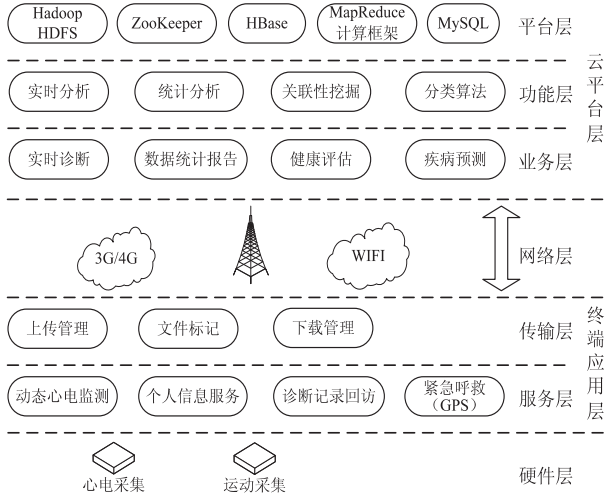 Hadoop
HDFS
ZooKeeper
HBase
MapReduce
计算框架
MySQL
平台层
实时分析
统计分析
关联性挖掘
分类算法
功能层
云平台层
实时诊断
数据统计报告
健康评估
疾病预测
业务层
3G/4G
WIFI
网络层
上传管理
文件标记
下载管理
传输层
终端应用层
动态心电监测
个人信息服务
诊断记录回访
紧急呼救
（GPS）
服务层
心电采集
运动采集
硬件层